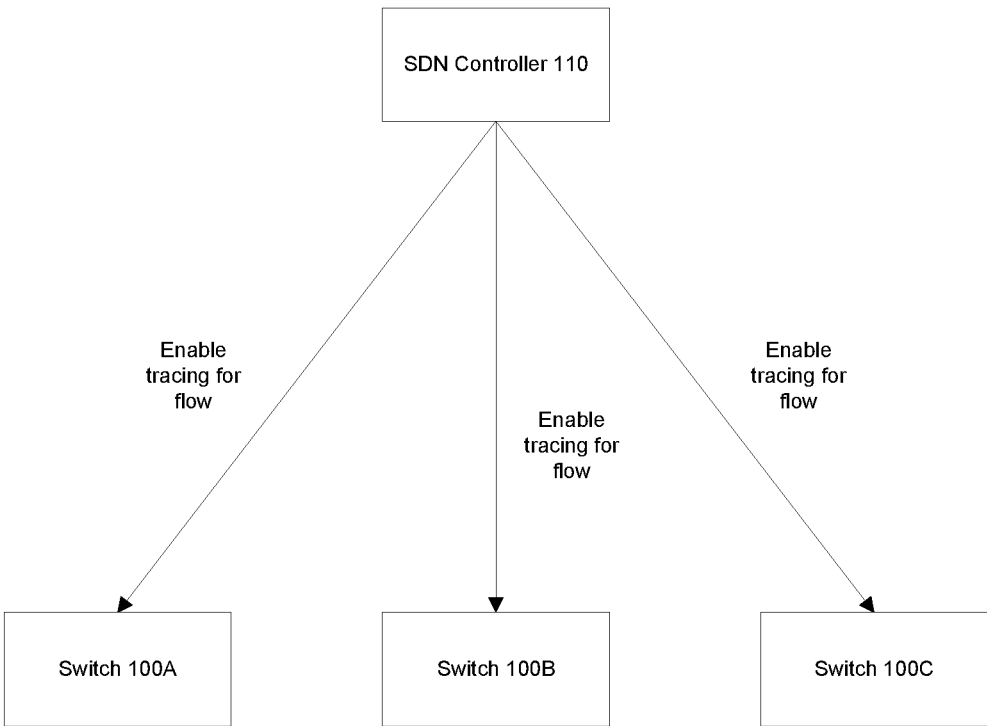 SDN Controller 110
Enable
tracing for
flow
Enable
tracing for
flow
Enable
tracing for
flow
Switch 100A
Switch 100B
Switch 100C